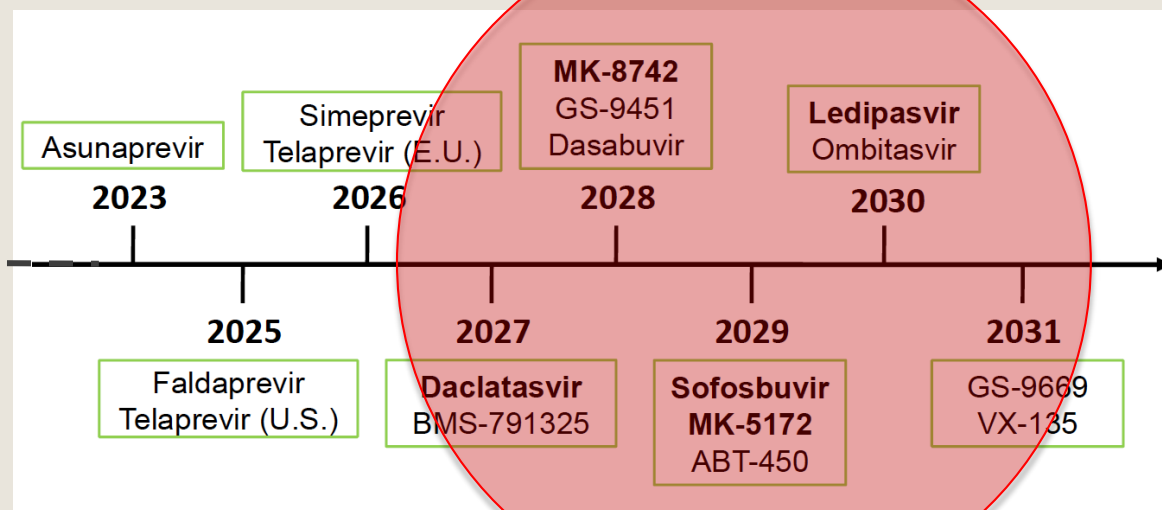 Asunaprevir
2023
Simeprevir
Telaprevir (E.U.)
2026
MK-8742
GS-9451
Dasabuvir
2028
Ledipasvir
Ombitasvir
2030
2025
Faldaprevir
Telaprevir (U.S.)
2027
Daclatasvir
BMS-791325
2029
Sofosbuvir
MK-5172
ABT-450
2031
GS-9669
VX-135